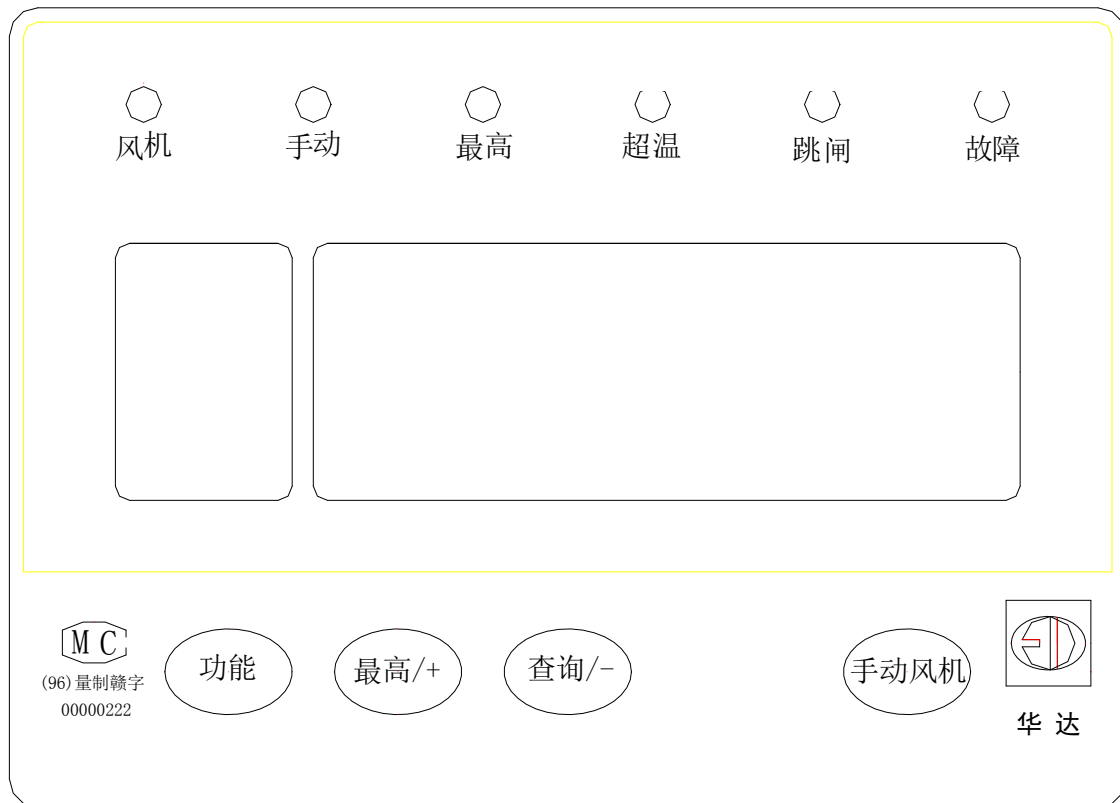 风机 手动 最高 超温 跳闸 故障
MC
(96)量制赣字
00000222
功能 最高/+ 查询/- 手动风机
华达